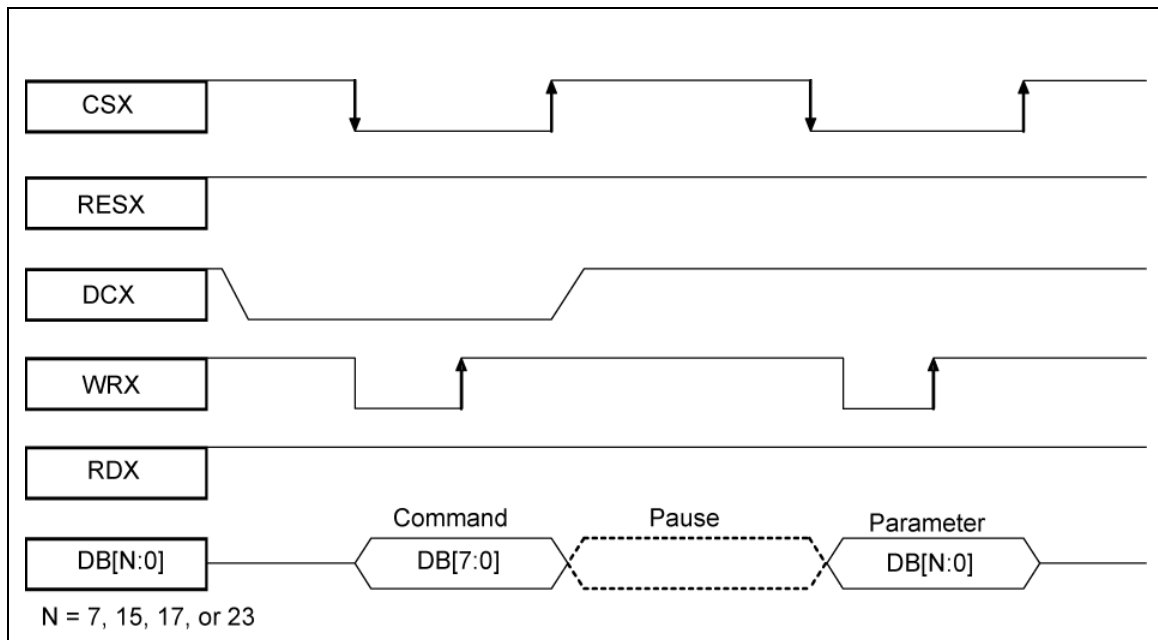 CSX
RESX
DCX
WRX
RDX
Command Pause Parameter
DB[N:0] DB[7:0] DB[N:0]
N = 7, 15, 17, or 23